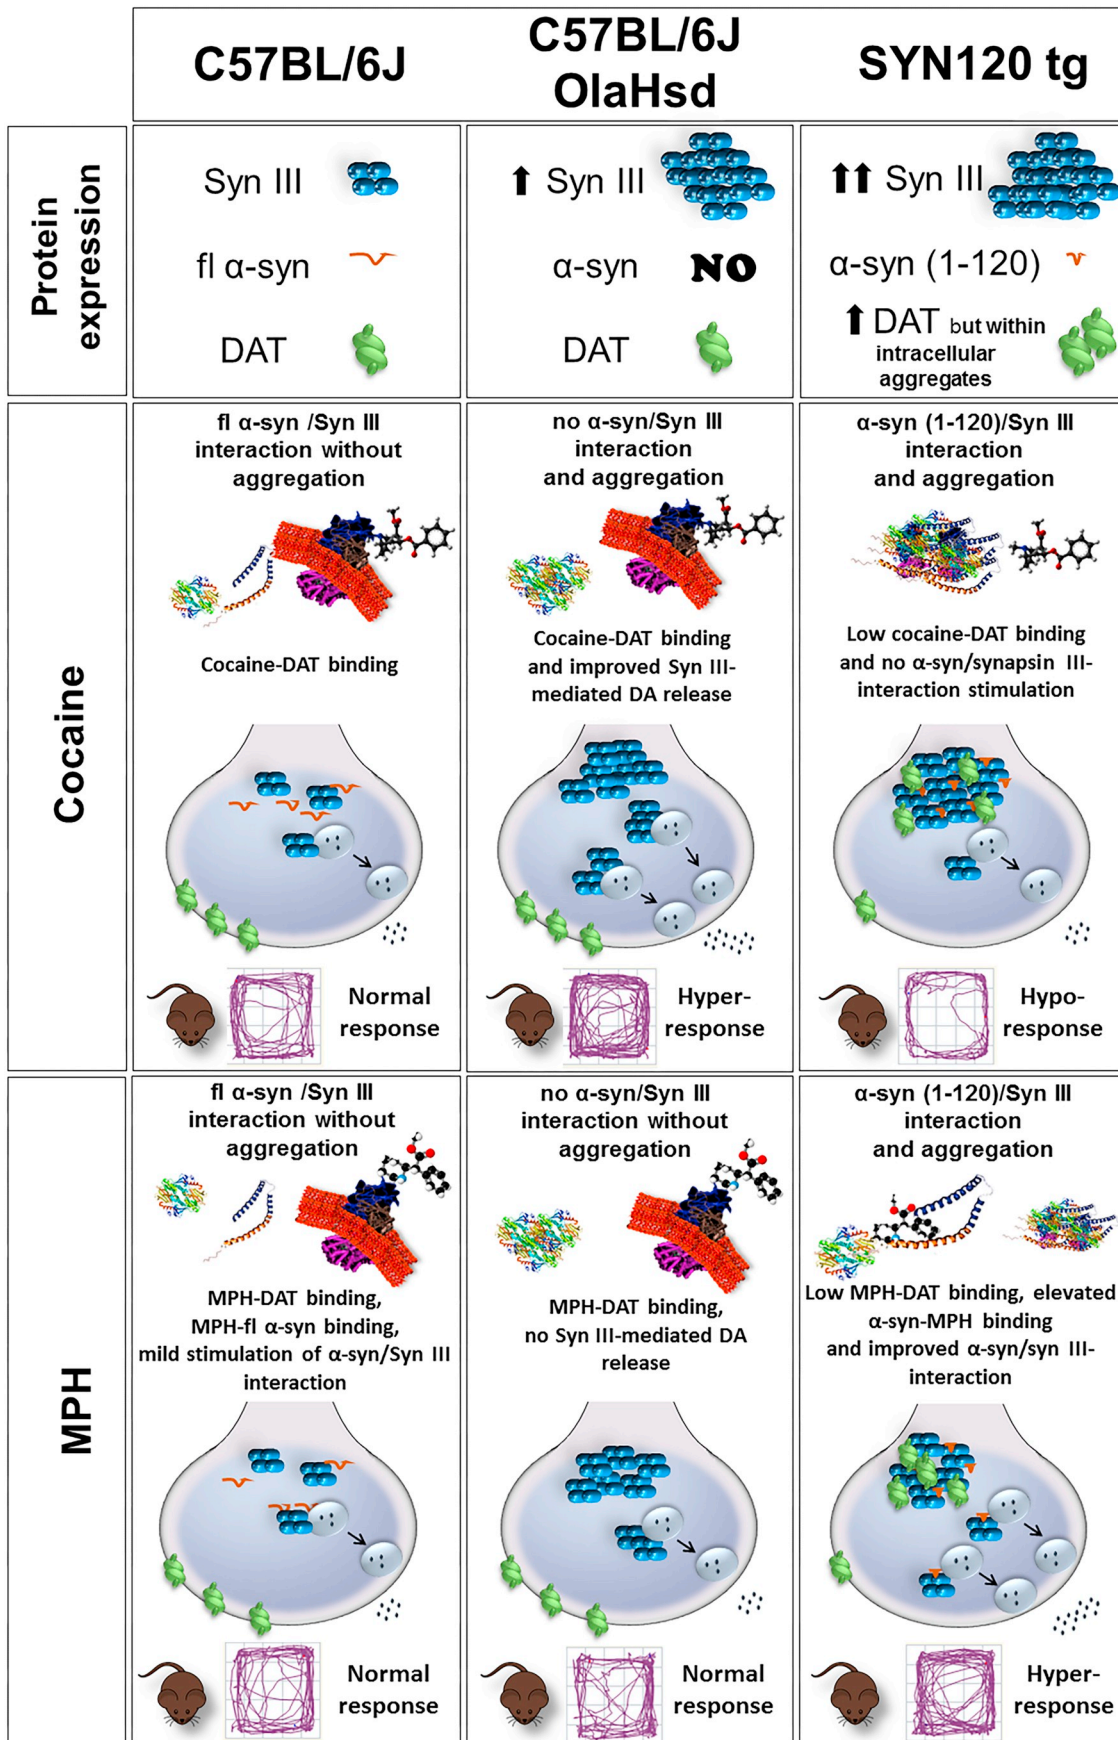 C57BL/6J
C57BL/6J
OlaHsd
SYN120 tg
Protein
expression
Syn III
fl α-syn
DAT
Syn III
α-syn NO
DAT
Syn III
α-syn (1-120)
DAT but within
intracellular
aggregates
Cocaine
fl α-syn /Syn III
interaction without
aggregation
Cocaine-DAT binding
Normal
response
no α-syn/Syn III
interaction
and aggregation
Cocaine-DAT binding
and improved Syn III-
mediated DA release
Hyper-
response
α-syn (1-120)/Syn III
interaction
and aggregation
Low cocaine-DAT binding
and no α-syn/synapsin III-
interaction stimulation
Hypo-
response
MPH
fl α-syn /Syn III
interaction without
aggregation
MPH-DAT binding,
MPH-fl α-syn binding,
mild stimulation of α-syn/Syn III
interaction
Normal
response
no α-syn/Syn III
interaction without
aggregation
MPH-DAT binding,
no Syn III-mediated DA
release
Normal
response
α-syn (1-120)/Syn III
interaction
and aggregation
Low MPH-DAT binding, elevated
α-syn-MPH binding
and improved α-syn/syn III-
interaction
Hyper-
response